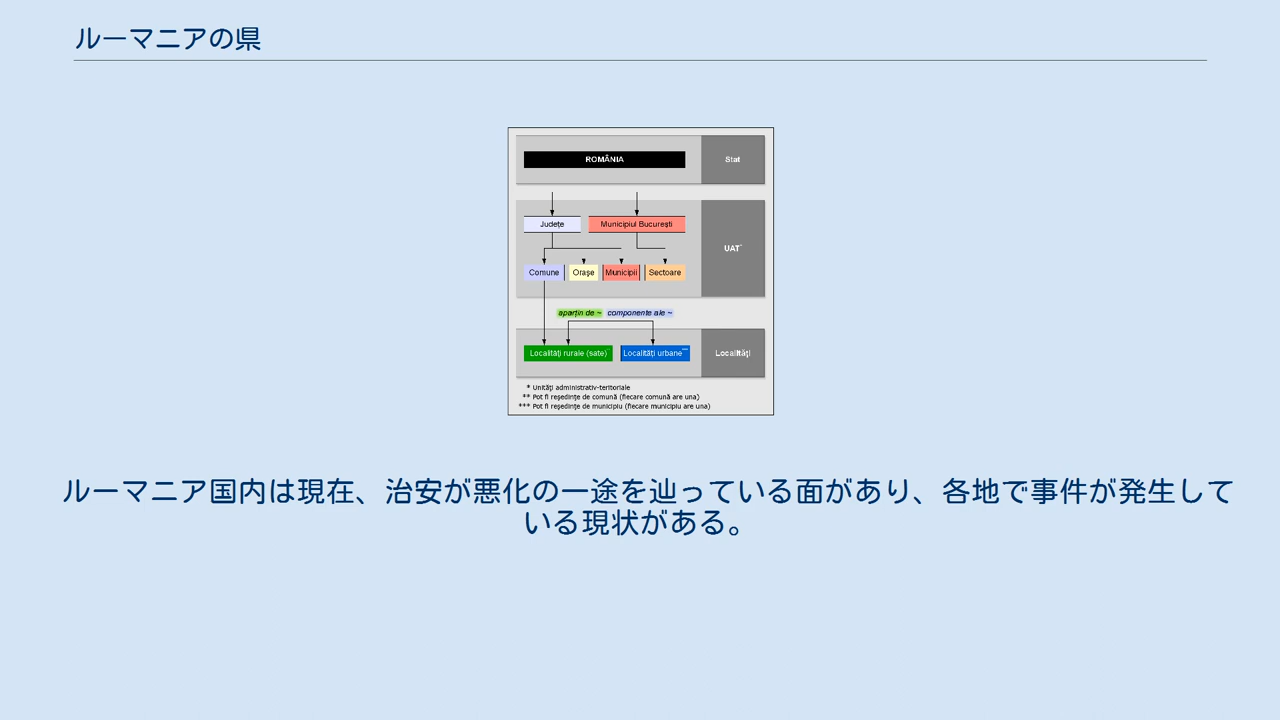 ルーマニアの県
ROMÂNIA
Stat
Județe
Municipiul București
UAT*
Comune
Orașe
Municipii
Sectoare
aparțin de ~
componente ale ~
Localități rurale (sate)
Localități urbane***
Localități
* Unități administrativ-teritoriale
** Pot fi reședințe de comună (fiecare comună are una)
*** Pot fi reședințe de municipiu (fiecare municipiu are una)
ルーマニア国内は現在、治安が悪化の一途を辿っている面があり、各地で事件が発生して
いる現状がある。